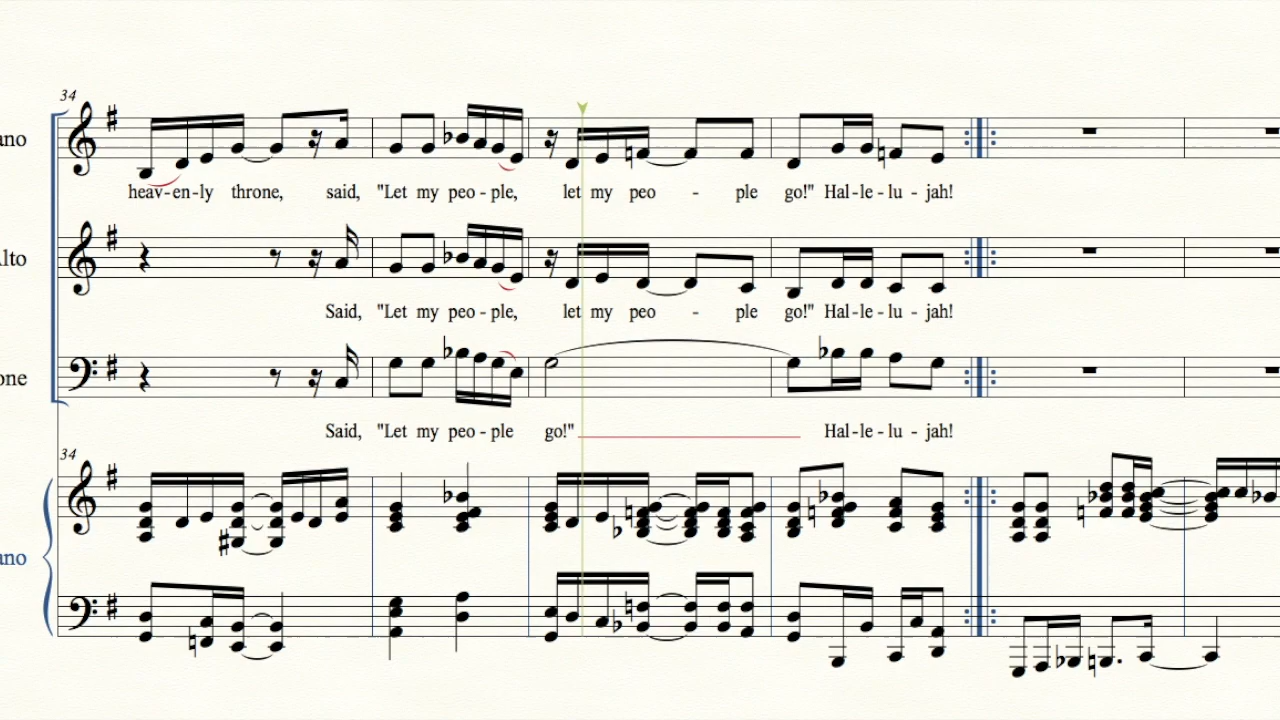 34
ano
heav-en-ly throne, said, "Let my peo - ple, let my peo - ple go!" Hal-le-lu-jah!
lto
Said, "Let my peo - ple, let my peo - ple go!" Hal-le-lu-jah!
one
Said, "Let my peo - ple go!" Hal-le-lu-jah!
34
ano